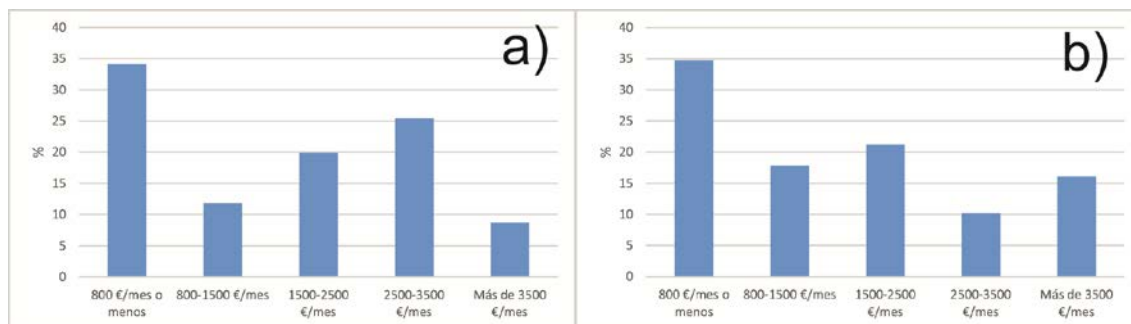 a)
40
35
30
25
20
15
10
5
0
%
800 €/mes o
menos
800-1500 €/mes
1500-2500
€/mes
2500-3500
€/mes
Más de 3500
€/mes
b)
40
35
30
25
20
15
10
5
0
%
800 €/mes o
menos
800-1500 €/mes
1500-2500
€/mes
2500-3500 €/mes
Más de 3500
€/mes